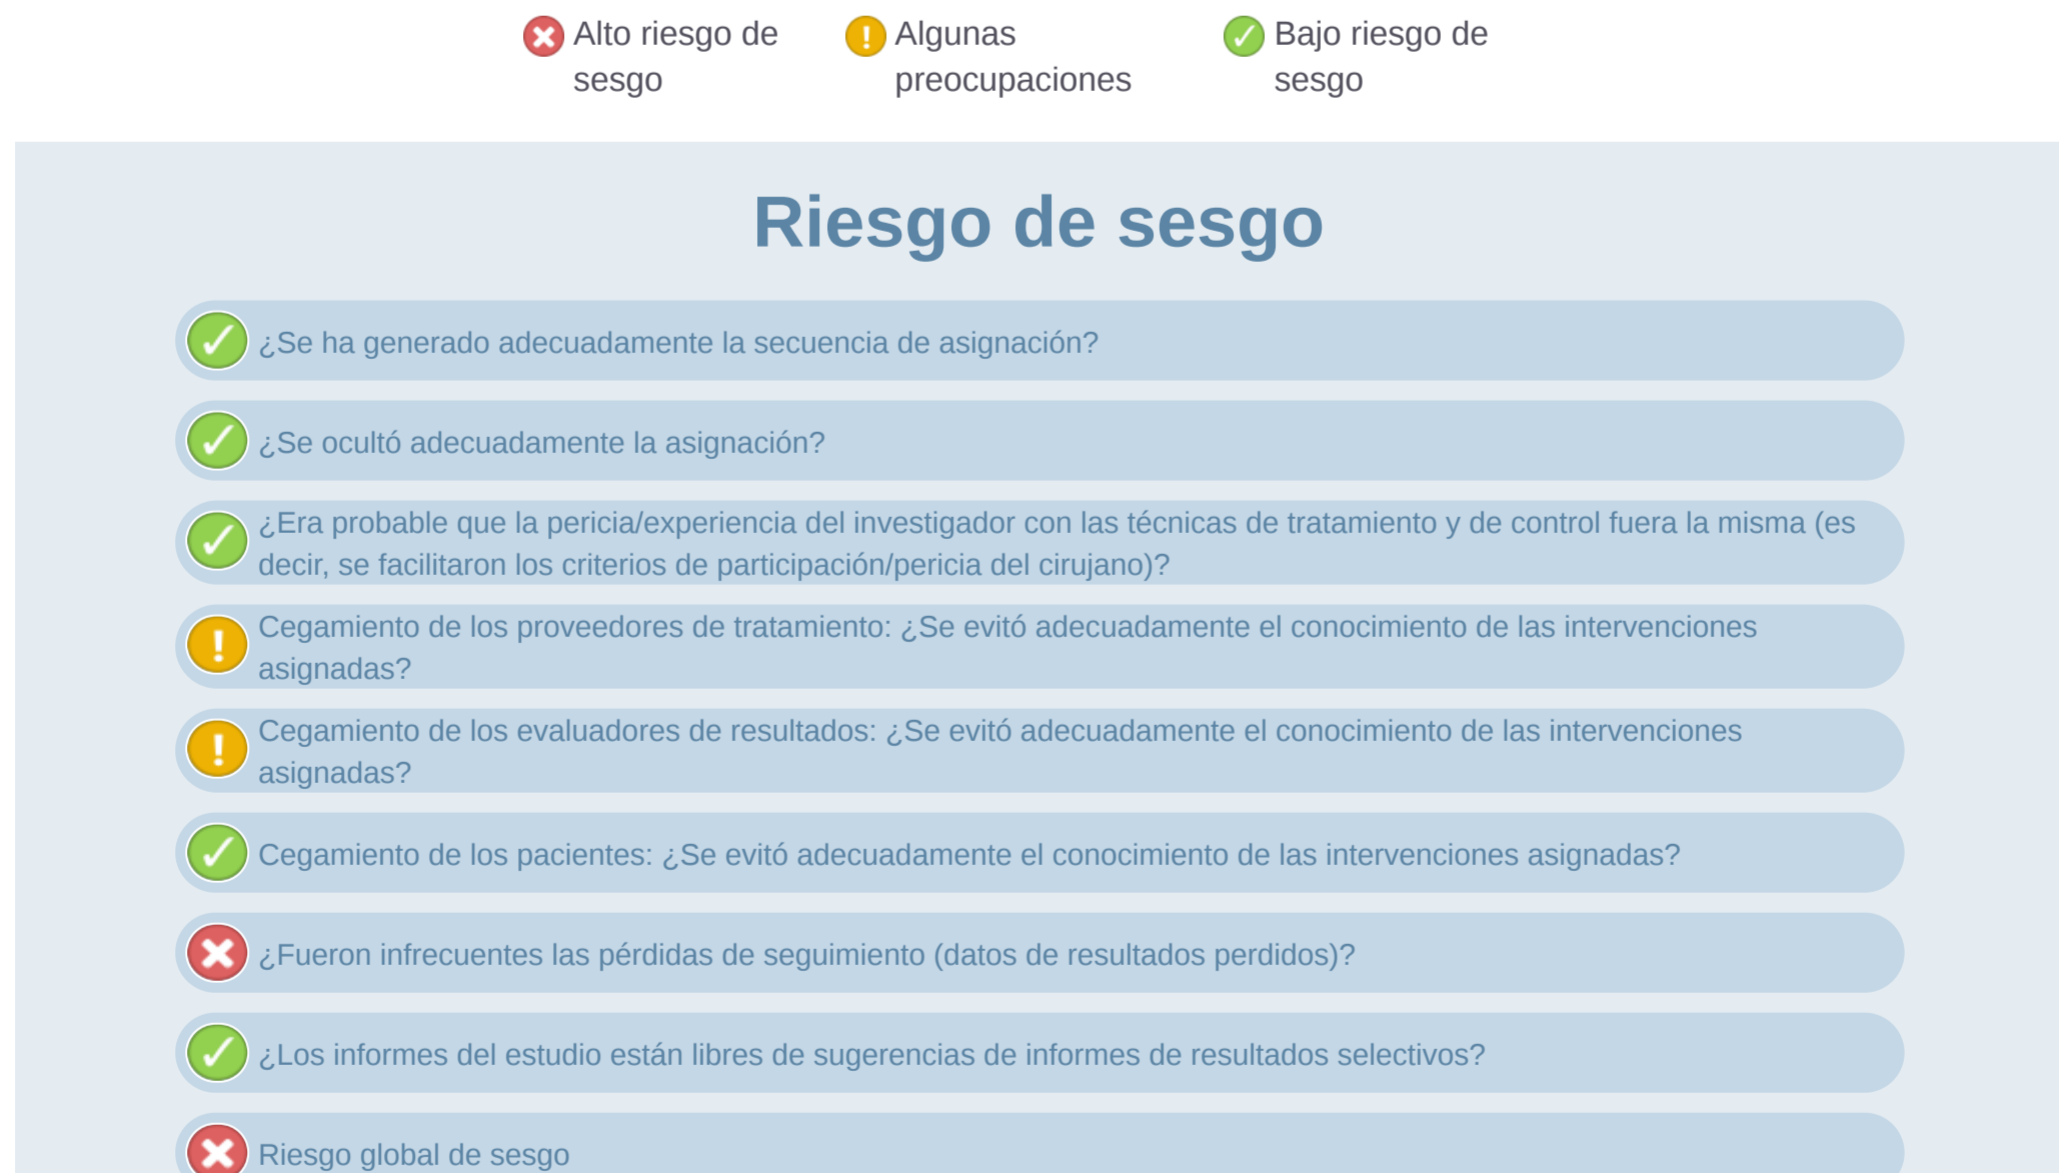 Alto riesgo de
sesgo
Algunas
preocupaciones
Bajo riesgo de
sesgo
Riesgo de sesgo
¿Se ha generado adecuadamente la secuencia de asignación?
¿Se ocultó adecuadamente la asignación?
¿Era probable que la pericia/experiencia del investigador con las técnicas de tratamiento y de control fuera la misma (es
decir, se facilitaron los criterios de participación/pericia del cirujano)?
Cegamiento de los proveedores de tratamiento: ¿Se evitó adecuadamente el conocimiento de las intervenciones
asignadas?
Cegamiento de los evaluadores de resultados: ¿Se evitó adecuadamente el conocimiento de las intervenciones
asignadas?
Cegamiento de los pacientes: ¿Se evitó adecuadamente el conocimiento de las intervenciones asignadas?
¿Fueron infrecuentes las pérdidas de seguimiento (datos de resultados perdidos)?
¿Los informes del estudio están libres de sugerencias de informes de resultados selectivos?
Riesgo global de sesgo